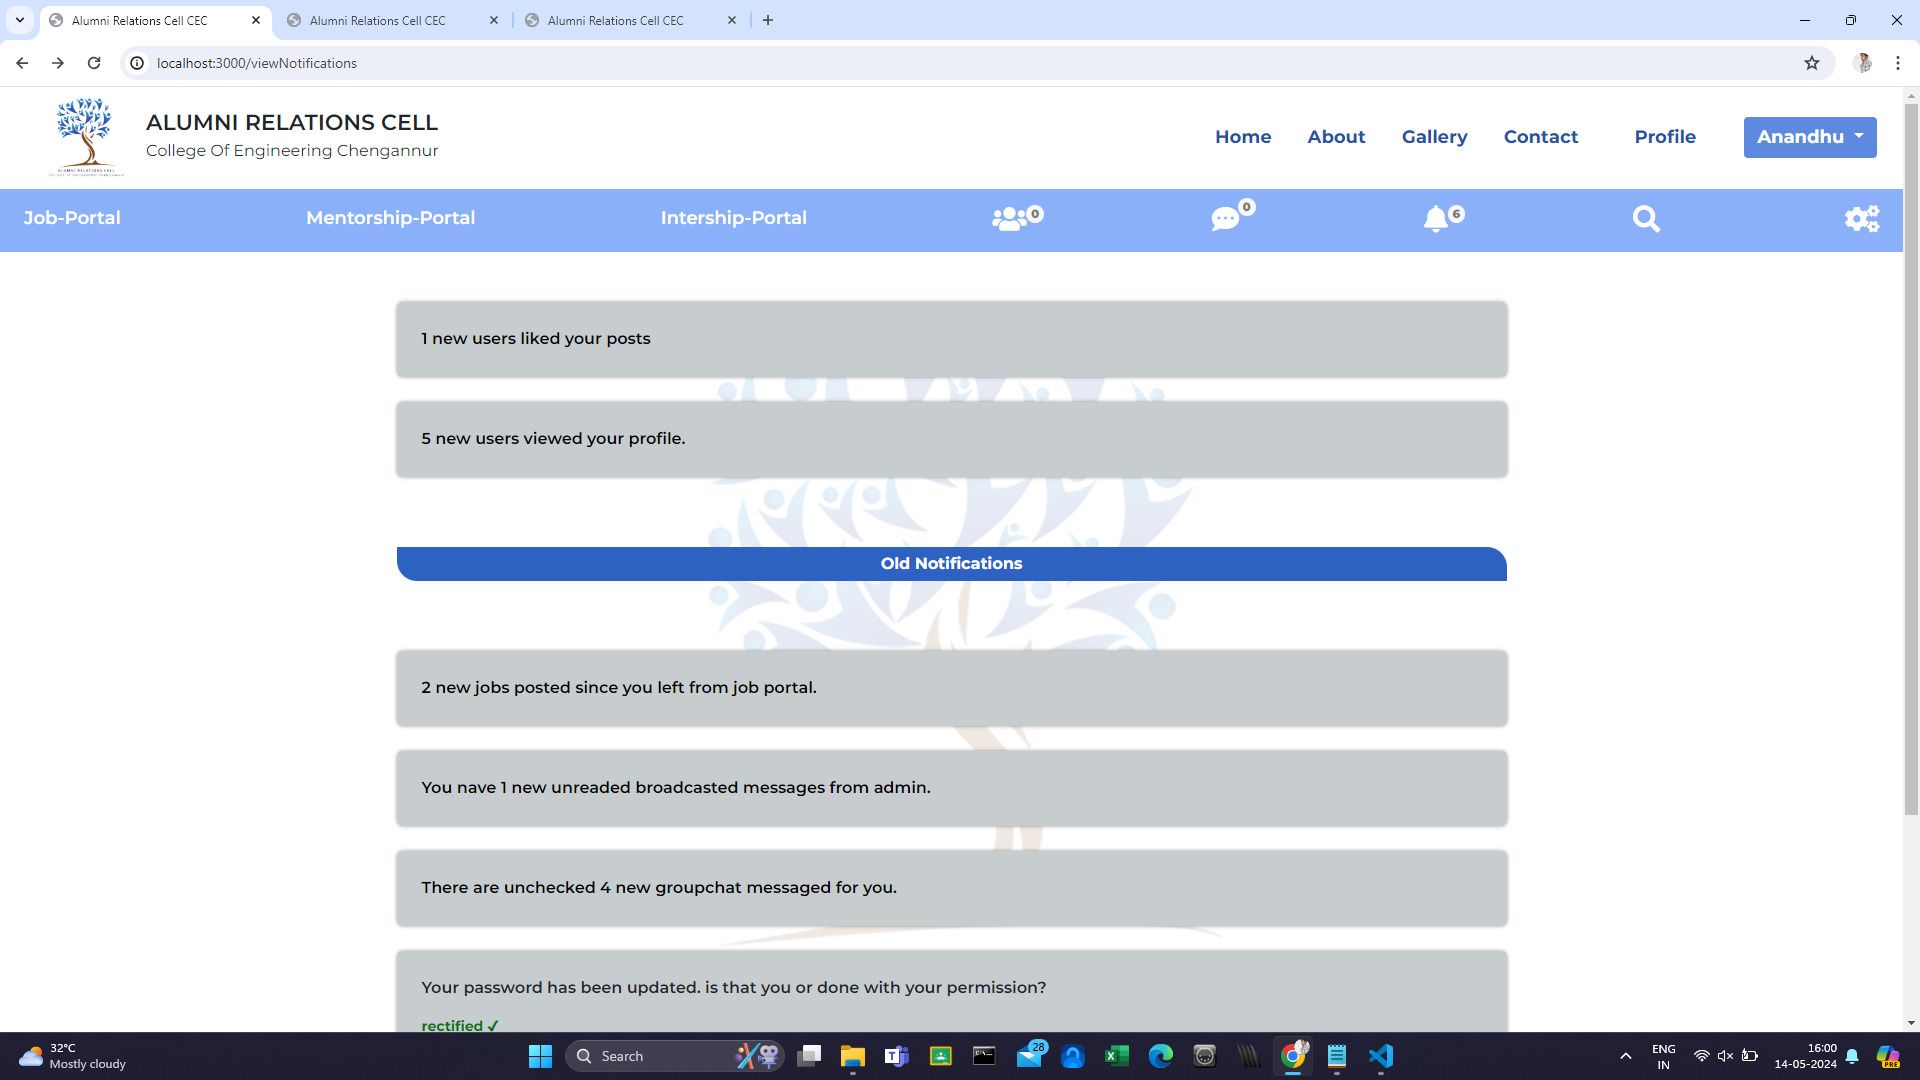 Alumni Relations Cell CEC
Alumni Relations Cell CEC
Alumni Relations Cell CEC
localhost:3000/viewNotifications
ALUMNI RELATIONS CELL
College Of Engineering Chengannur
Home About Gallery Contact Profile Anandhu
Job-Portal Mentorship-Portal Intership-Portal 0 0 6
1 new users liked your posts
5 new users viewed your profile.
Old Notifications
2 new jobs posted since you left from job portal.
You nave 1 new unreaded broadcasted messages from admin.
There are unchecked 4 new groupchat messaged for you.
Your password has been updated. is that you or done with your permission?
rectified ✓
32°C
Mostly cloudy
Search
28
ENG
IN
16:00
14-05-2024
PRE